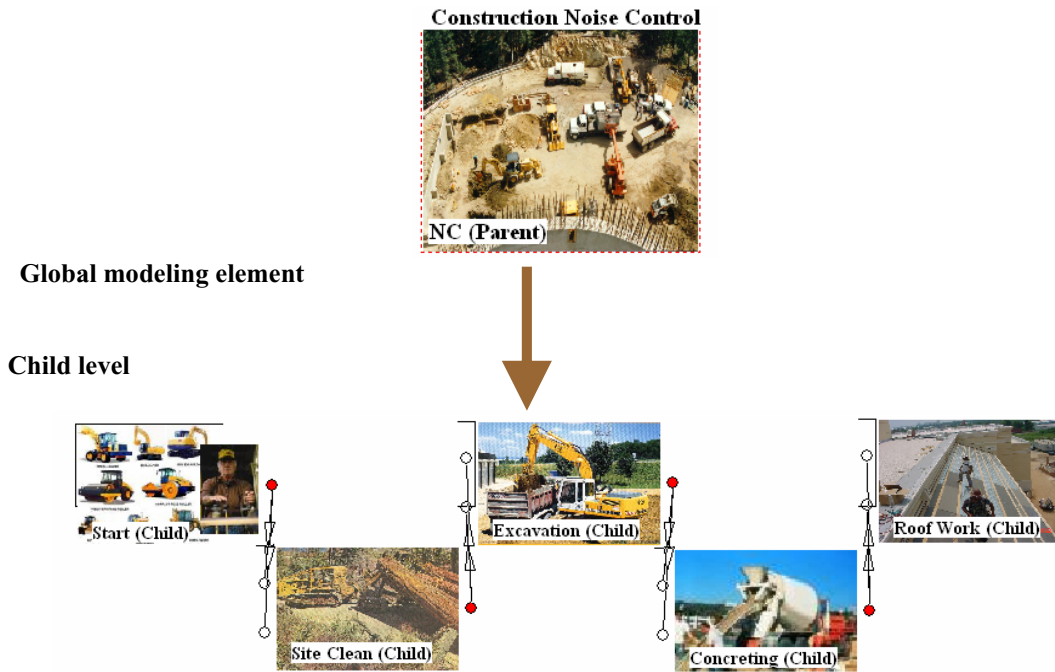 Construction Noise Control
NC (Parent)
Global modeling element
Child level
Start (Child)
Site Clean (Child)
Excavation (Child)
Concreting (Child)
Roof Work (Child)